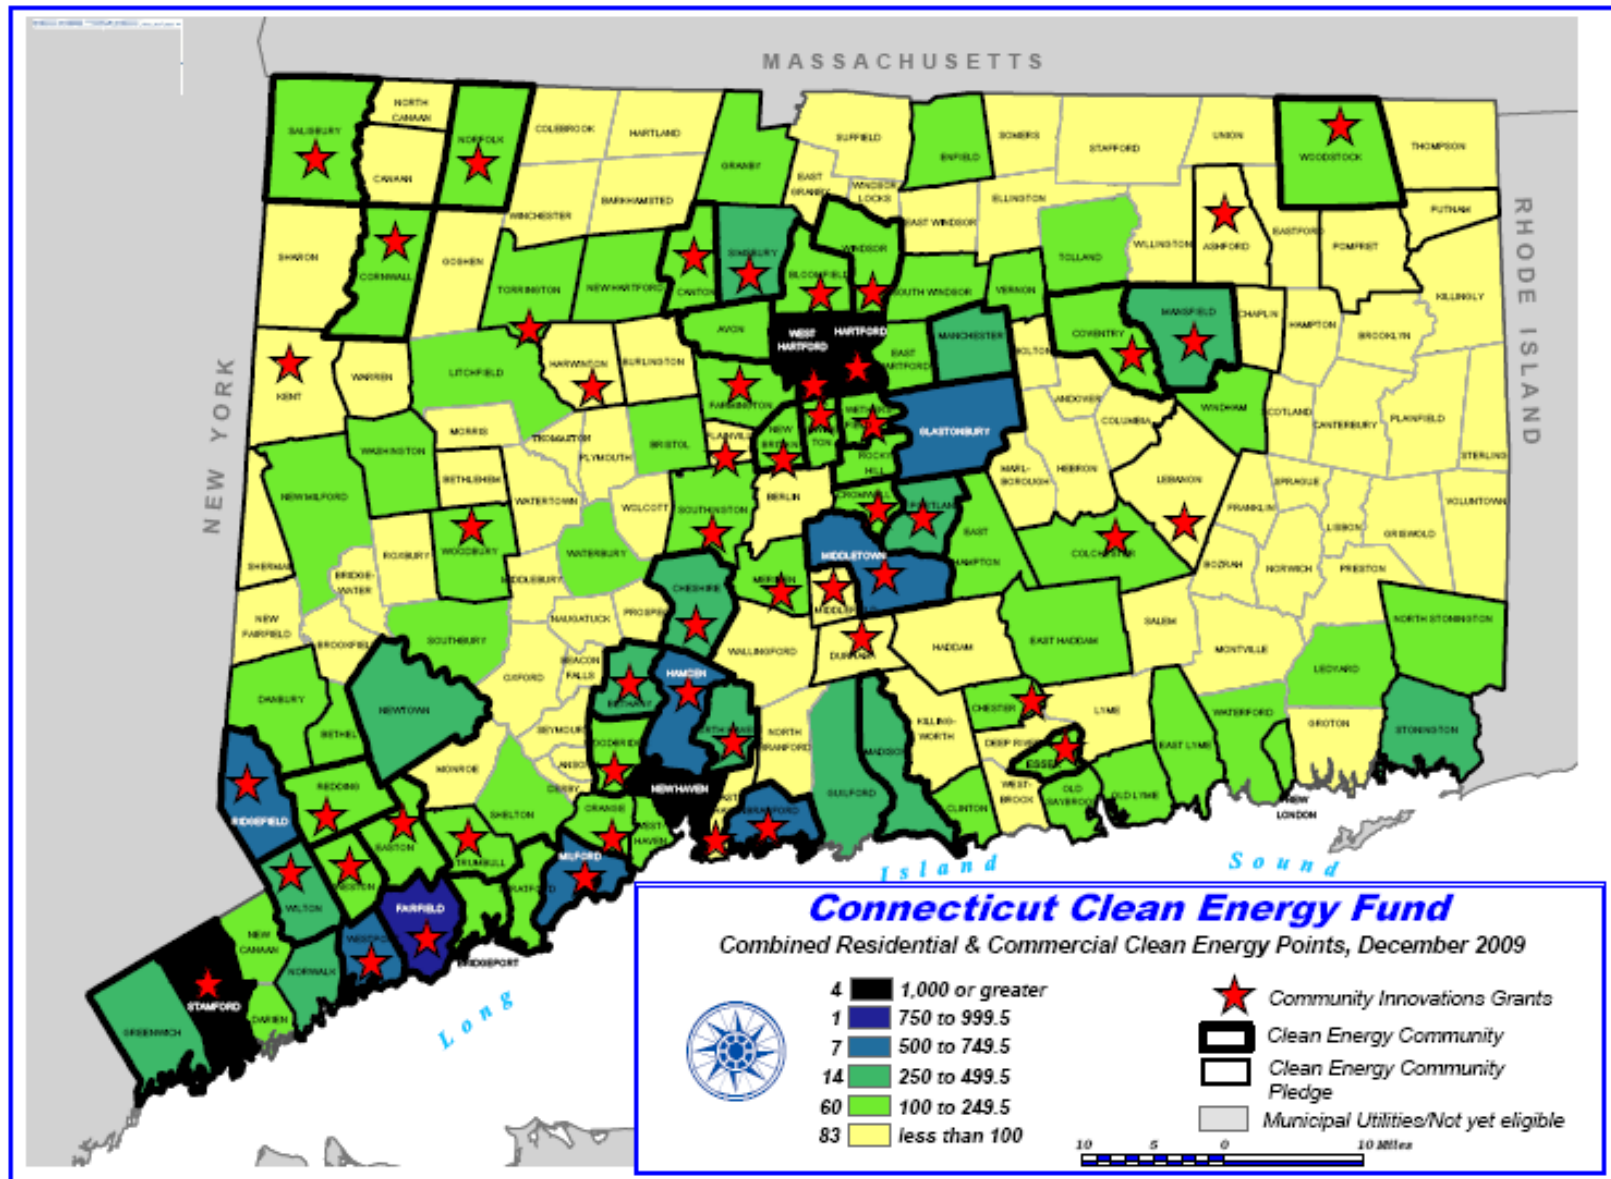 MASSACHUSETTS
NEW YORK
RHODE ISLAND
SALISBURY
NORTH
CANAAN
NORFOLK
COLEBROOK
HARTLAND
GRANBY
SUFFIELD
ENFIELD
SOMERS
STAFFORD
UNION
WOODSTOCK
THOMPSON
CANAAN
BARKHAMSTED
EAST
GRANBY
WINDSOR
LOCKS
EAST WINDSOR
ELLINGTON
WILLINGTON
ASHFORD
EASTFORD
POMFRET
PUTNAM
SHARON
CORNWALL
GOSHEN
WINCHESTER
TORRINGTON
NEW HARTFORD
CANTON
SIMSBURY
BLOOMFIELD
WINDSOR
SOUTH WINDSOR
VERNON
TOLLAND
KILLINGLY
KENT
WARREN
LITCHFIELD
HARWINTON
BURLINGTON
AVON
WEST
HARTFORD
HARTFORD
EAST
HARTFORD
MANCHESTER
BOLTON
COVENTRY
MANSFIELD
CHAPLIN
HAMPTON
BROOKLYN
FARMINGTON
GLASTONBURY
ANDOVER
COLUMBIA
WINDHAM
SCOTLAND
CANTERBURY
PLAINFIELD
STERLING
WASHINGTON
MORRIS
THOMASTON
PLYMOUTH
BRISTOL
PLAINVILLE
NEW
BRITAIN
ROCKY
HILL
MARL-
BOROUGH
HEBRON
LEBANON
FRANKLIN
SPRAGUE
LISBON
GRISWOLD
VOLUNTOWN
NEW MILFORD
BETHLEHEM
WATERTOWN
WOLCOTT
SOUTHINGTON
BERLIN
CROMWELL
PORTLAND
EAST
HAMPTON
COLCHESTER
BOZRAH
NORWICH
PRESTON
SHERMAN
BRIDGE-
WATER
ROXBURY
WOODBURY
MIDDLEBURY
WATERBURY
CHESHIRE
MERIDEN
MIDDLETOWN
MIDDLEFIELD
NEW
FAIRFIELD
BROOKFIELD
SOUTHBURY
NAUGATUCK
PROSPECT
WALLINGFORD
DURHAM
HADDAM
EAST HADDAM
SALEM
MONTVILLE
LEDYARD
NORTH STONINGTON
DANBURY
BETHEL
NEWTOWN
OXFORD
BEACON
FALLS
BETHANY
HAMDEN
NORTH HAVEN
NORTH
BRANFORD
GUILFORD
MADISON
KILLING-
WORTH
CHESTER
DEEP RIVER
ESSEX
LYME
EAST LYME
WATERFORD
GROTON
STONINGTON
RIDGEFIELD
REDDING
MONROE
SEYMOUR
DERBY
WOODBRIDGE
NEW HAVEN
BRANFORD
CLINTON
WEST-
BROOK
OLD
SAYBROOK
OLD LYME
NEW
LONDON
SHELTON
ORANGE
WEST-
HAVEN
EASTON
TRUMBULL
MILFORD
WESTON
WILTON
STRATFORD
FAIRFIELD
BRIDGEPORT
NEW
CANAAN
NORWALK
WESTPORT
STAMFORD
DARIEN
GREENWICH
Long Island Sound
Connecticut Clean Energy Fund
Combined Residential & Commercial Clean Energy Points, December 2009
4 1,000 or greater
1 750 to 999.5
7 500 to 749.5
14 250 to 499.5
60 100 to 249.5
83 less than 100
Community Innovations Grants
Clean Energy Community
Clean Energy Community
Pledge
Municipal Utilities/Not yet eligible
10 5 0 10 Miles